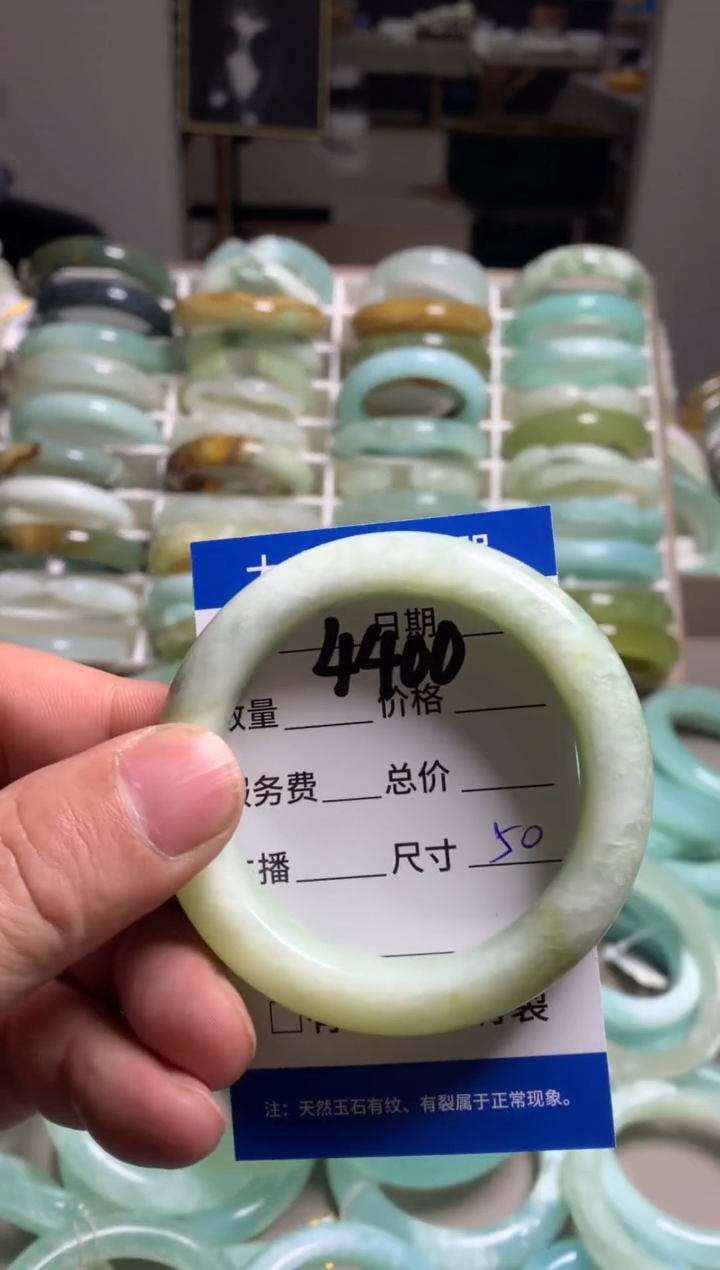 日期
4400
数量 价格
服务费 总价
播 尺寸 50
裂
注：天然玉石有纹、有裂属于正常现象。